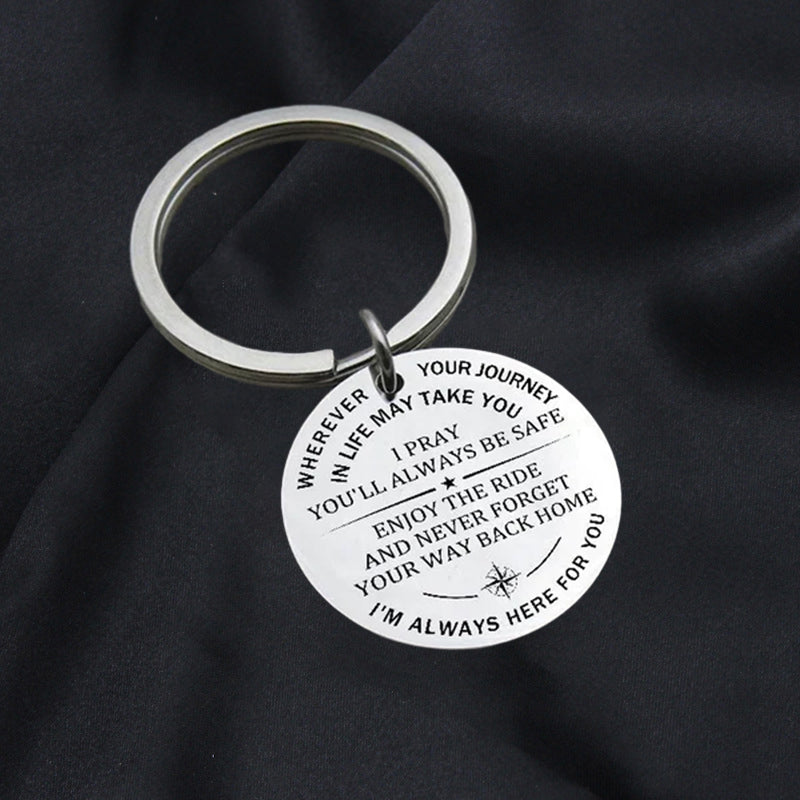 WHEREVER YOUR JOURNEY
IN LIFE MAY TAKE YOU
I PRAY
YOU'LL ALWAYS BE SAFE
ENJOY THE RIDE
AND NEVER FORGET
YOUR WAY BACK HOME
I'M ALWAYS HERE FOR YOU